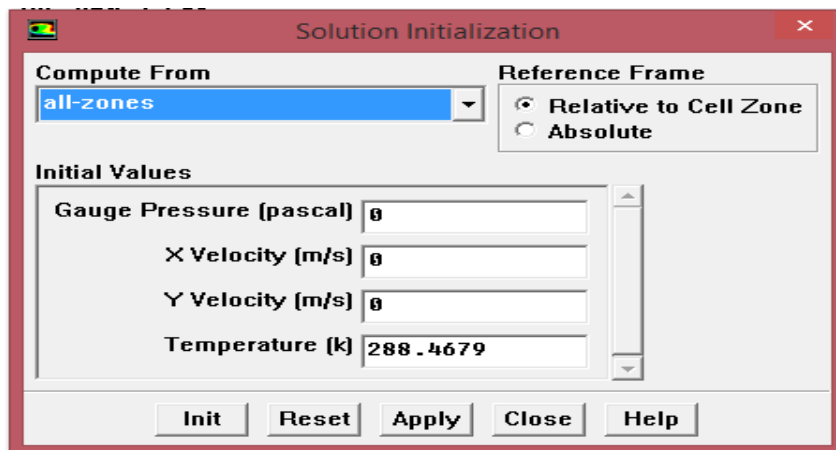 Solution Initialization
Compute From
all-zones
Reference Frame
Relative to Cell Zone
Absolute
Initial Values
Gauge Pressure (pascal) 0
X Velocity (m/s) 0
Y Velocity (m/s) 0
Temperature (k) 288.4679
Init Reset Apply Close Help